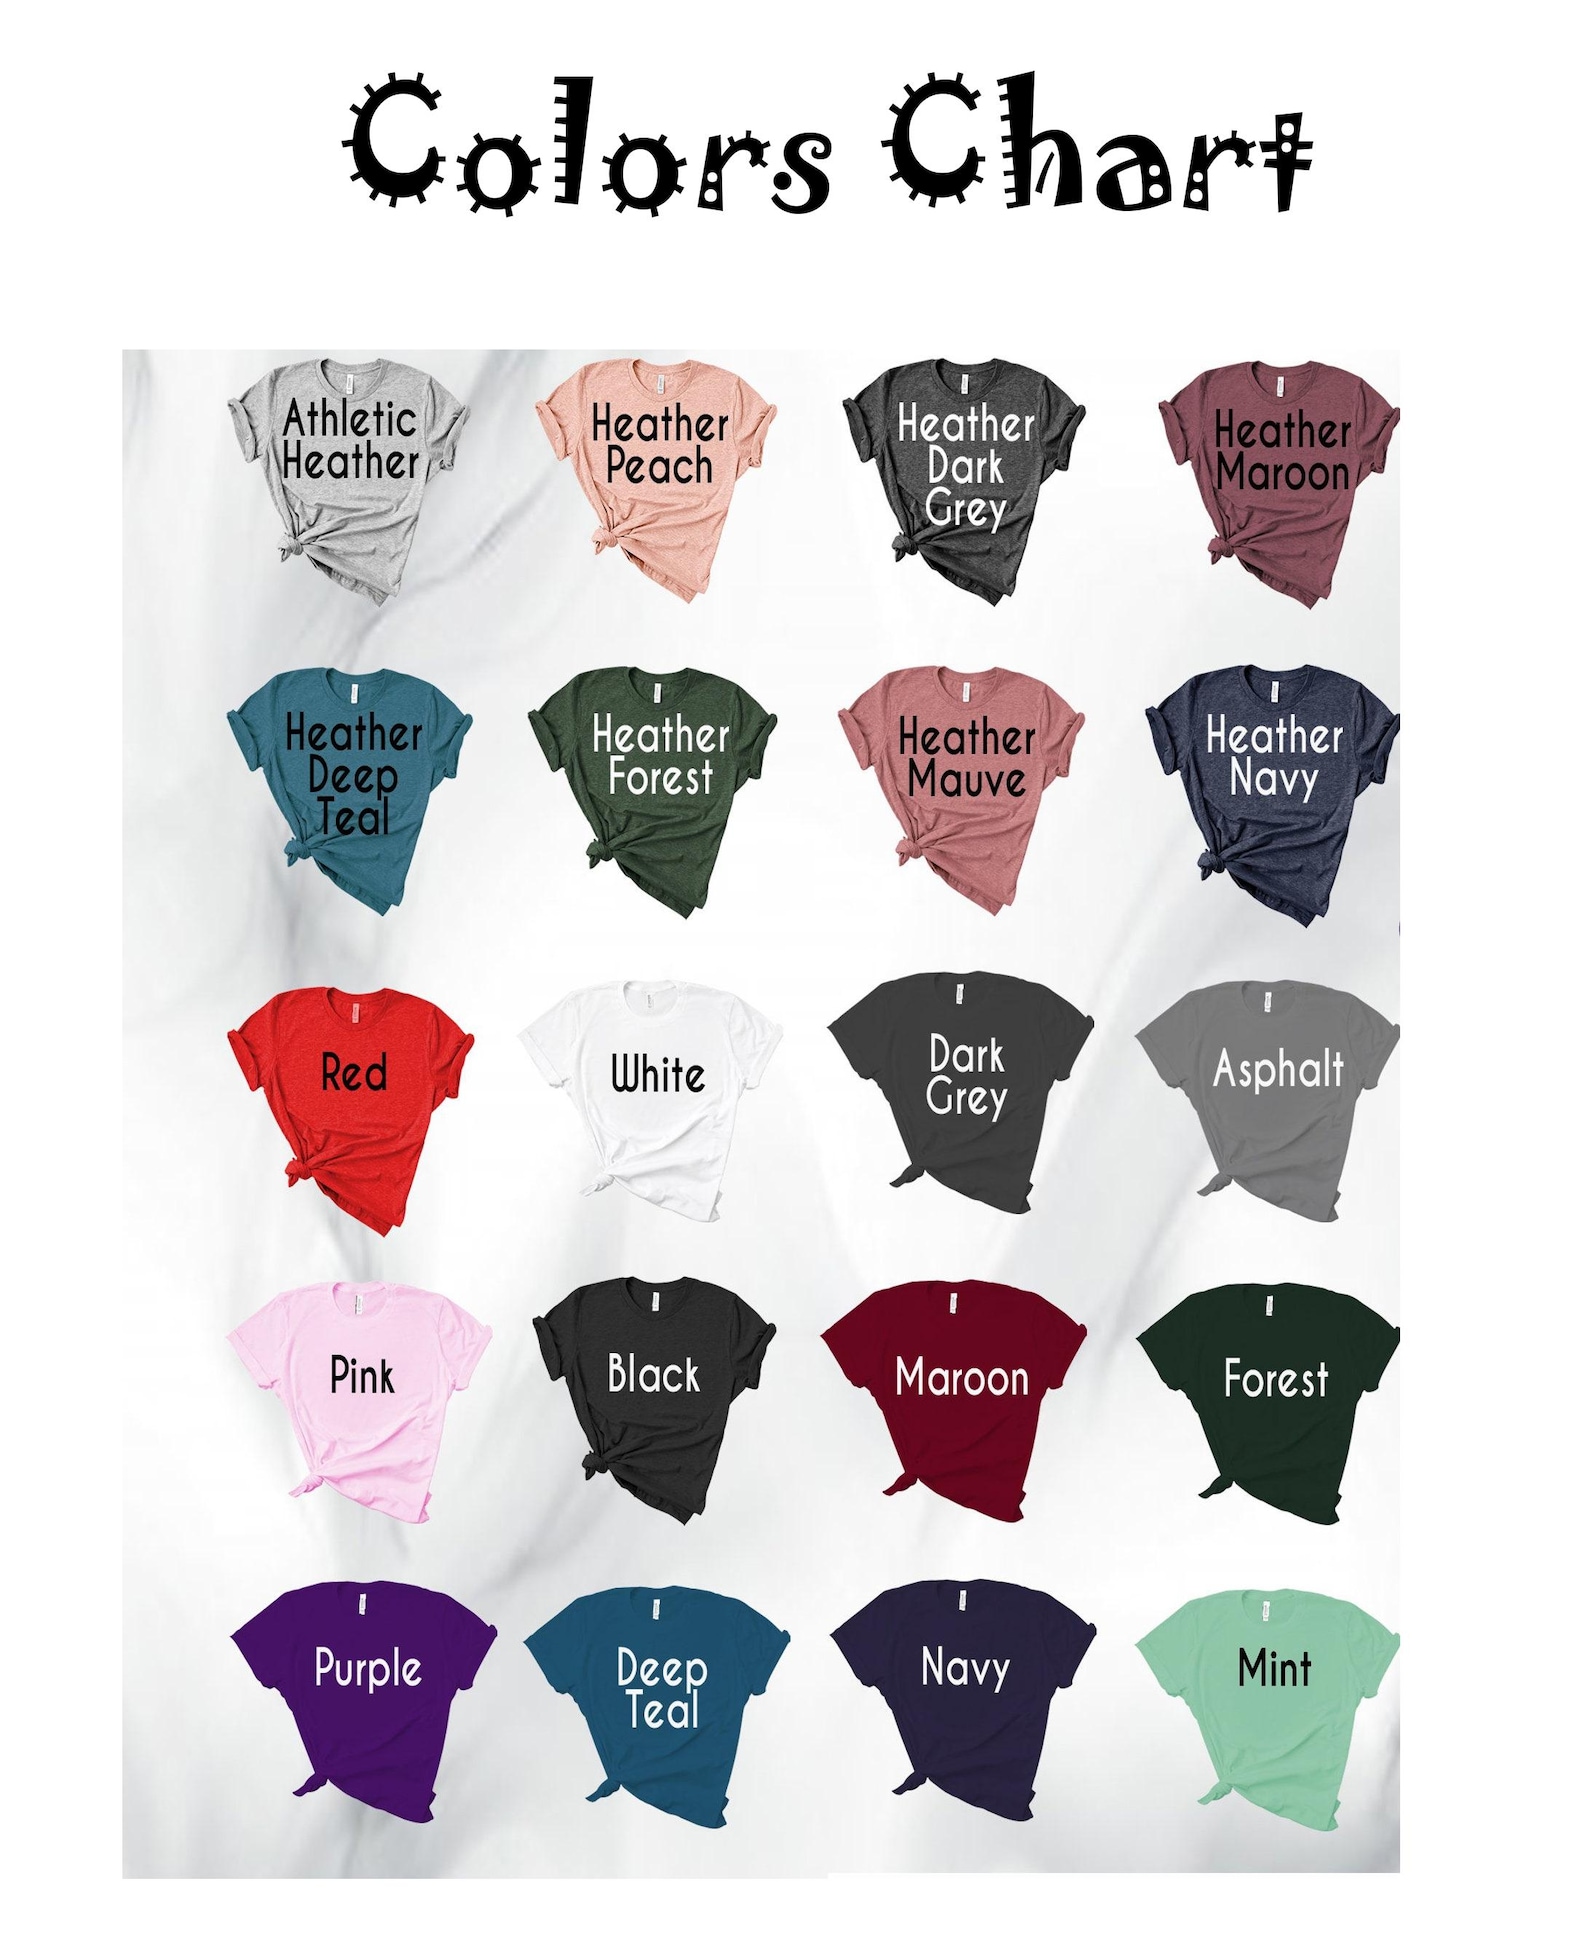 Colors Chart
Athletic
Heather
Heather
Peach
Heather
Dark
Grey
Heather
Maroon
Heather
Deep
Teal
Heather
Forest
Heather
Mauve
Heather
Navy
Red
White
Dark
Grey
Asphalt
Pink
Black
Maroon
Forest
Purple
Deep
Teal
Navy
Mint